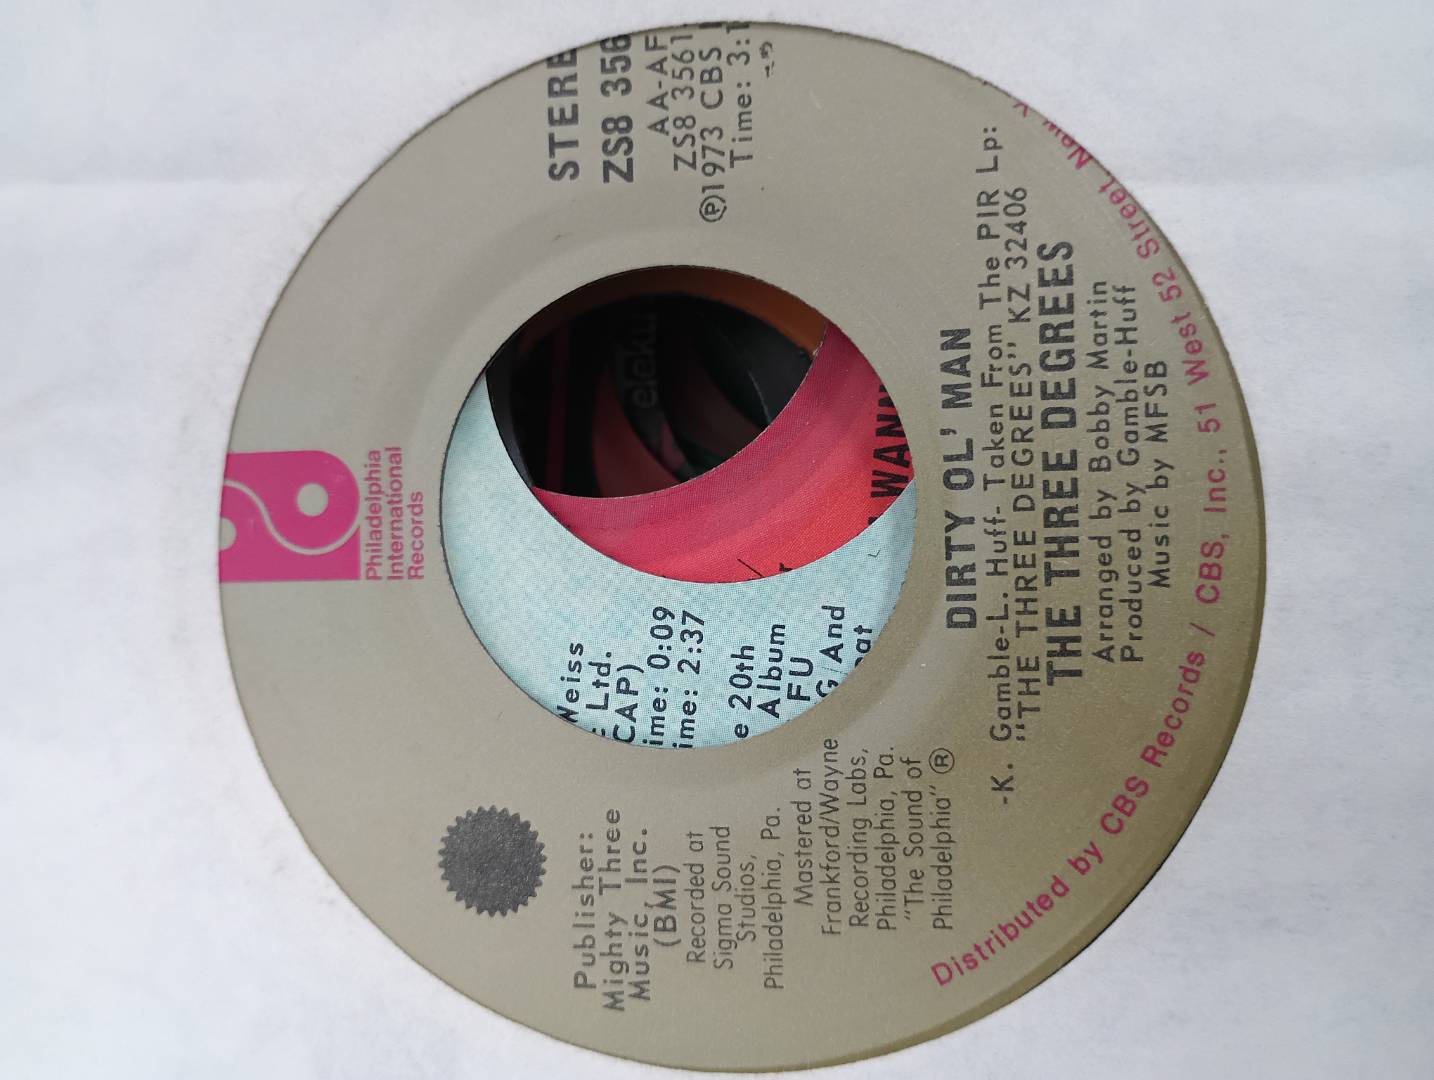 Philadelphia
International
Records
STERE
ZS8 356
AA-AF
ZS8 3561
Ⓟ1973 CBS
Time: 3:1
Publisher:
Mighty Three
Music, Inc.
(BMI)
Recorded at
Sigma Sound
Studios,
Philadelphia, Pa.
Mastered at
Frankford/Wayne
Recording Labs,
Philadelphia, Pa.
"The Sound of
Philadelphia" ®
Weiss
Ltd.
CAP)
ime: 0:09
ime: 2:37
e 20th
Album
FU
G And
WANN
DIRTY OL' MAN
-K. Gamble-L. Huff- Taken From The PIR Lp:
"THE THREE DEGREES" KZ 32406
THE THREE DEGREES
Arranged by Bobby Martin
Produced by Gamble-Huff
Music by MFSB
Distributed by CBS Records / CBS, Inc., 51 West 52 Street, New Y